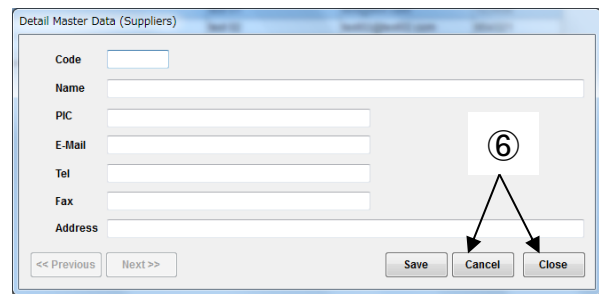 Detail Master Data (Suppliers)
Code
Name
PIC
E-Mail
Tel
Fax
Address
⑥
<< Previous Next >> Save Cancel Close